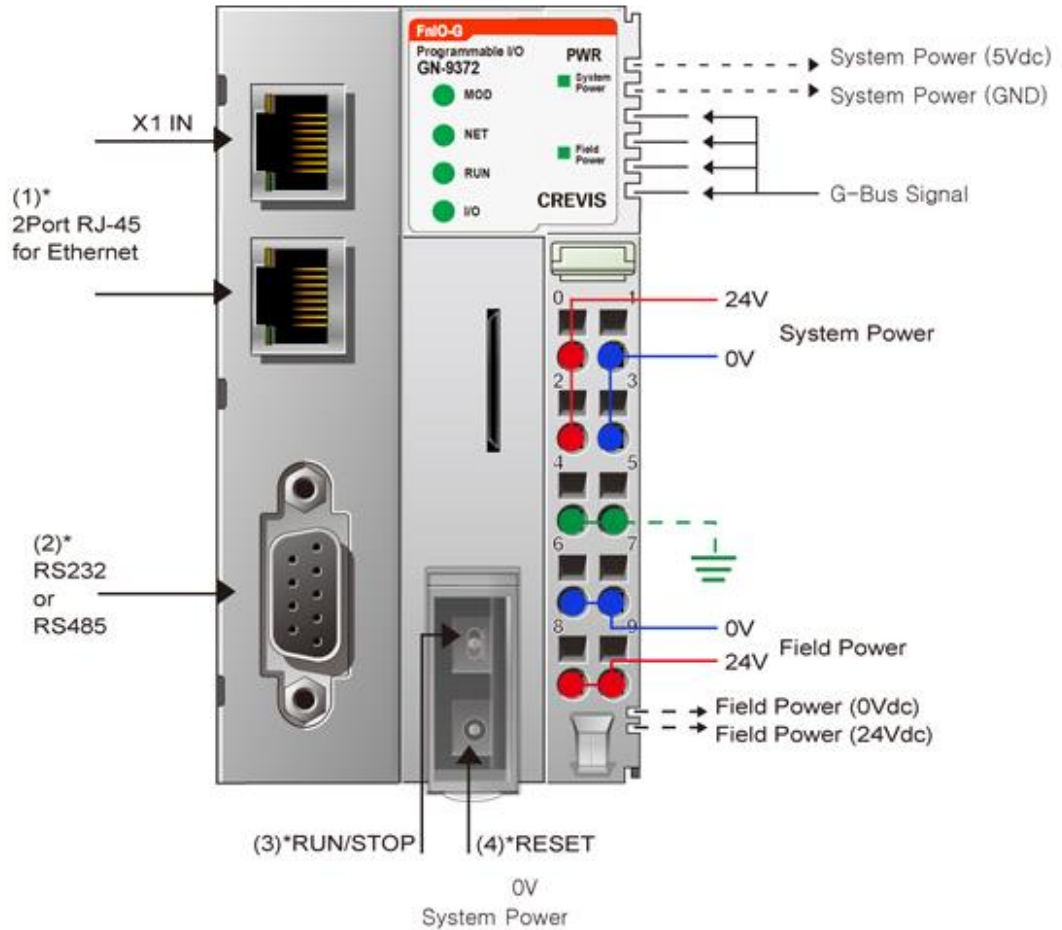 FnIO-G
Programmable I/O
GN-9372
PWR
System
Power
MOD
NET
Field
Power
RUN
I/O
CREVIS
System Power (5Vdc)
System Power (GND)
G-Bus Signal
X1 IN
(1)*
2Port RJ-45
for Ethernet
0 1
24V
System Power
0V
2 3
4 5
6 7
(2)*
RS232
or
RS485
8 9
0V
Field Power
24V
Field Power (0Vdc)
Field Power (24Vdc)
(3)*RUN/STOP
(4)*RESET
0V
System Power